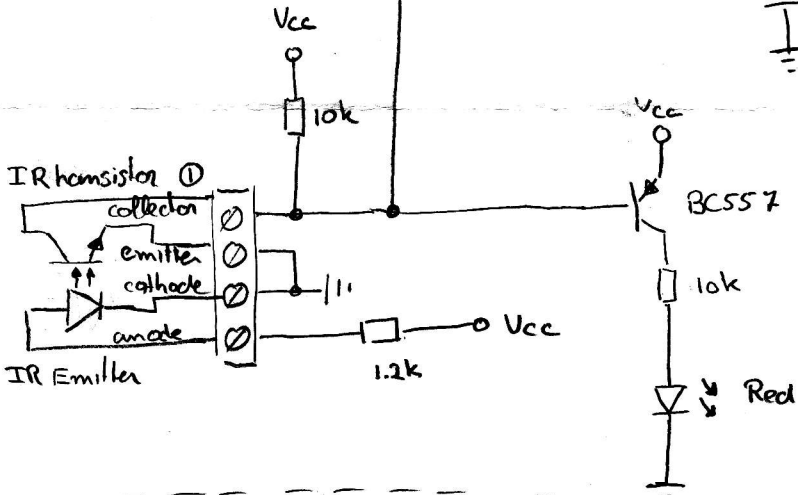 Vcc
10k
Vcc
IR transistor ①
collector
BC557
emitter
cathode
10k
anode
Vcc
IR Emitter
1.2k
Red